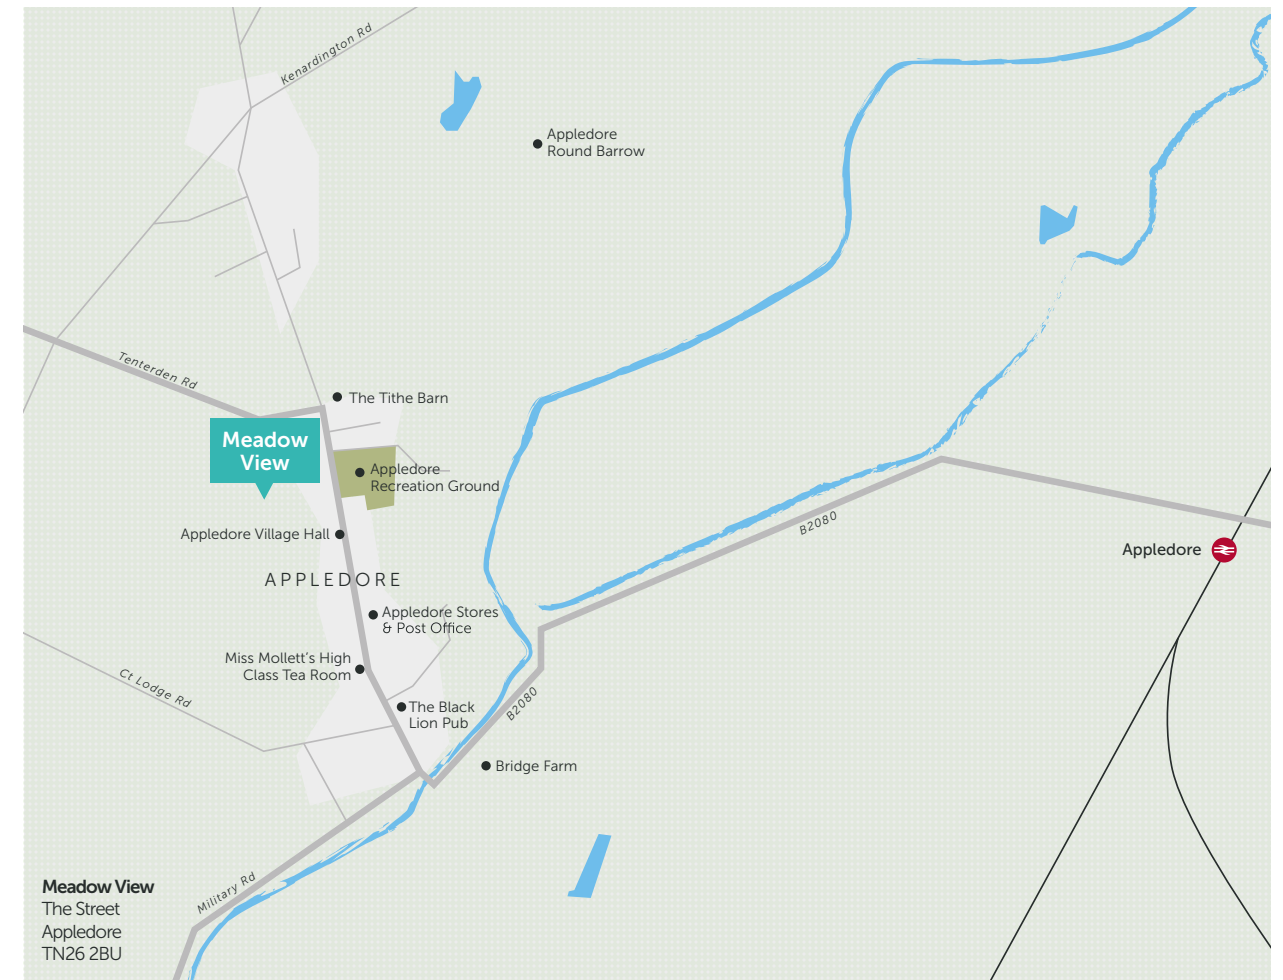 Kenardington Rd
Appledore
Round Barrow
Tenterden Rd
The Tithe Barn
Meadow
View
Appledore
Recreation Ground
Appledore Village Hall
B2080
Appledore
APPLEDORE
Appledore Stores
& Post Office
Miss Mollett's High
Class Tea Room
Ct Lodge Rd
The Black
Lion Pub
B2080
Bridge Farm
Military Rd
Meadow View
The Street
Appledore
TN26 2BU